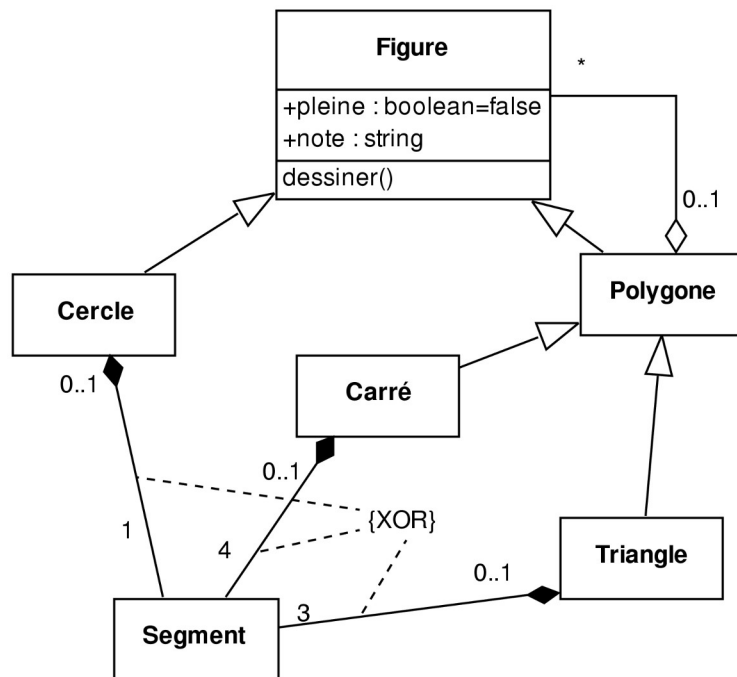 Figure
*
+pleine : boolean=false
+note : string
dessiner()
0..1
Polygone
Cercle
0..1
Carré
0..1
{XOR}
1
4
Triangle
0..1
3
Segment